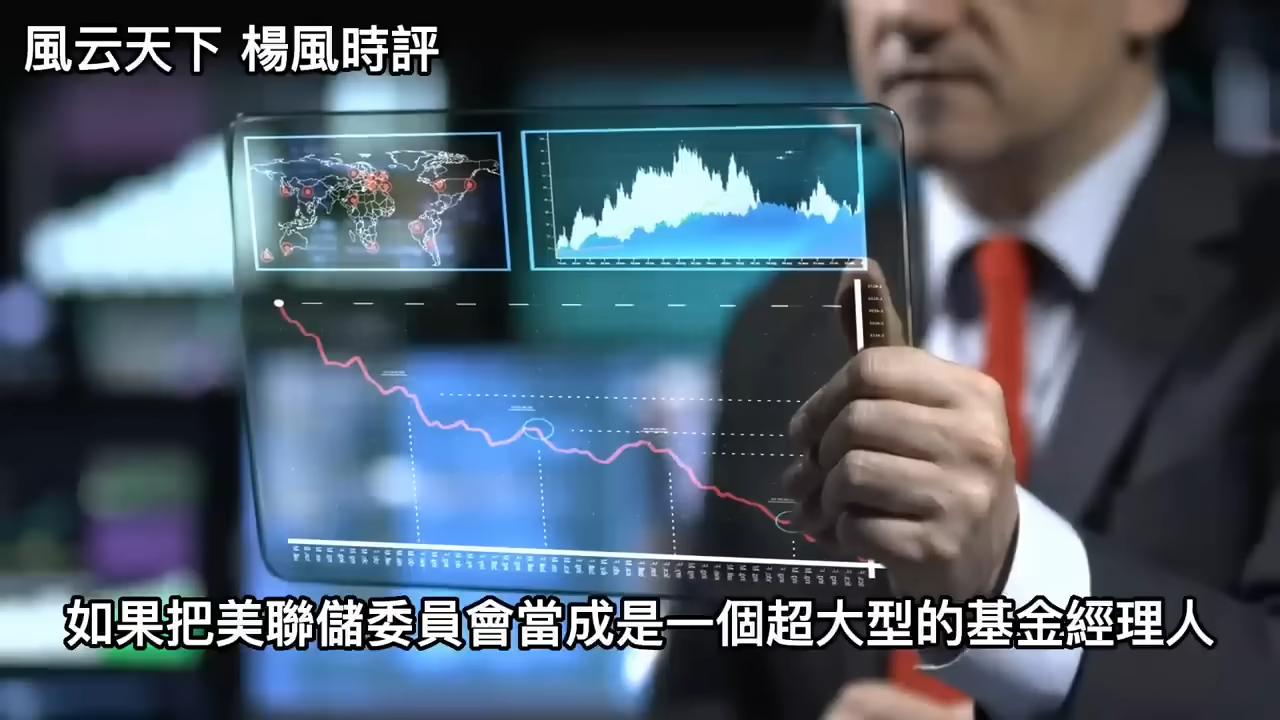 風云天下 楊風時評
如果把美聯儲委員會當成是一個超大型的基金經理人